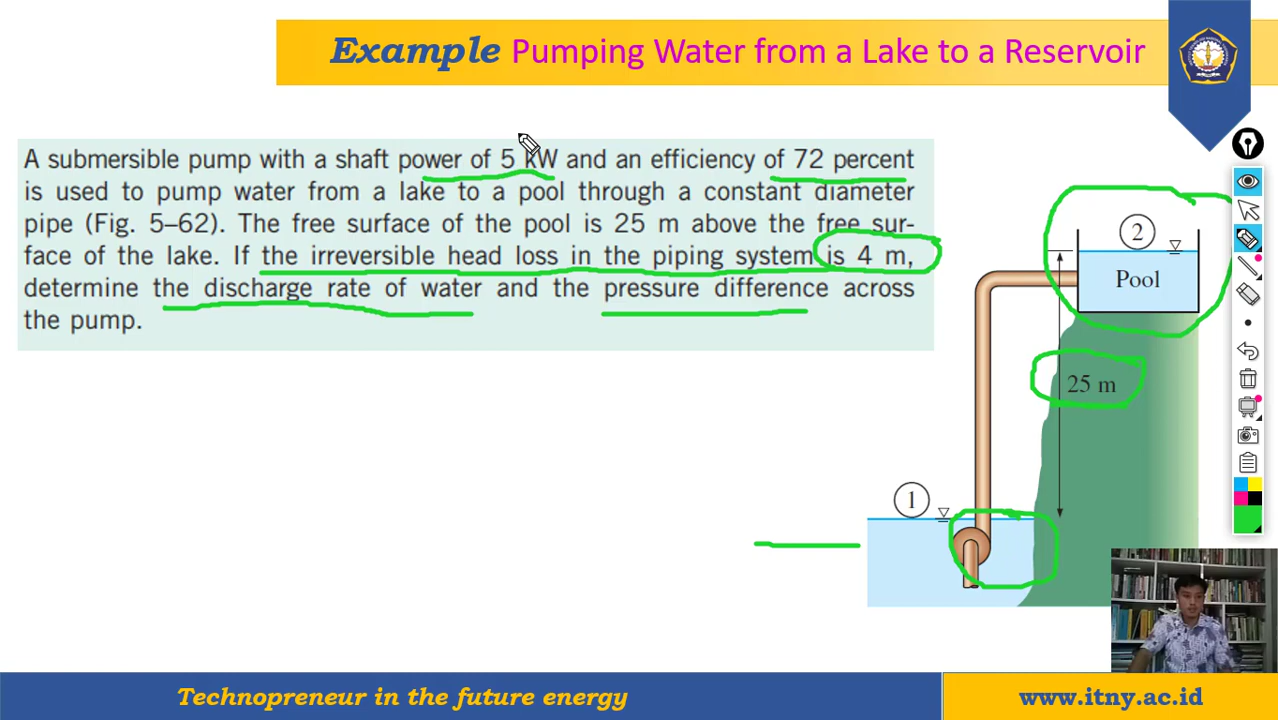 Example Pumping Water from a Lake to a Reservoir
A submersible pump with a shaft power of 5 kW and an efficiency of 72 percent
is used to pump water from a lake to a pool through a constant diameter
pipe (Fig. 5–62). The free surface of the pool is 25 m above the free sur-
face of the lake. If the irreversible head loss in the piping system is 4 m,
determine the discharge rate of water and the pressure difference across
the pump.
2
Pool
25 m
1
Technopreneur in the future energy
www.itny.ac.id